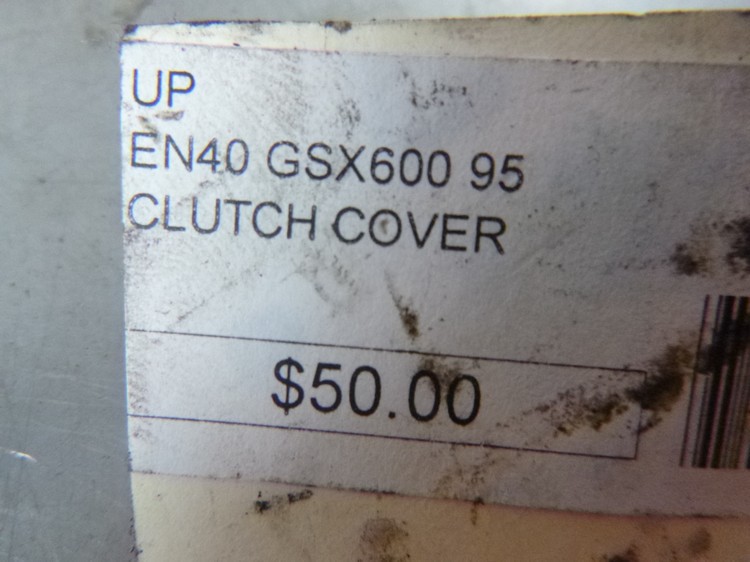 UP
EN40 GSX600 95
CLUTCH COVER
$50.00